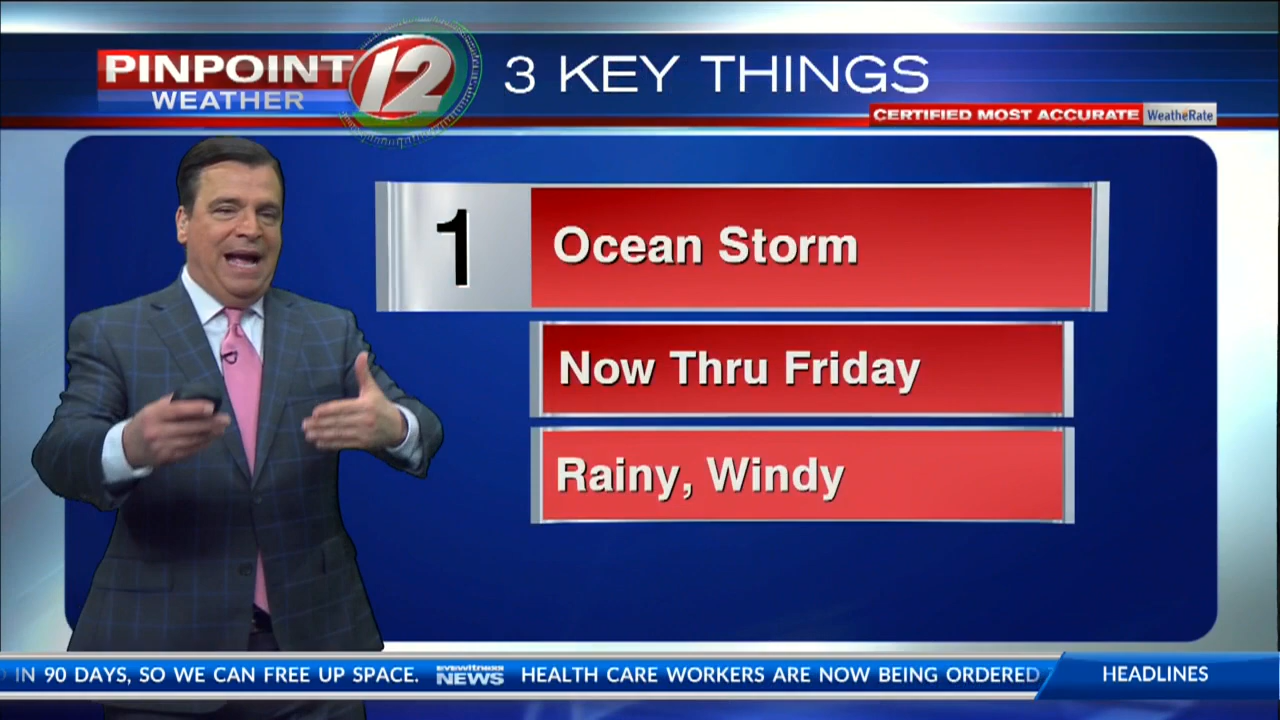 PINPOINT 12
WEATHER
3 KEY THINGS
CERTIFIED MOST ACCURATE WeatheRate
1 Ocean Storm
Now Thru Friday
Rainy, Windy
IN 90 DAYS, SO WE CAN FREE UP SPACE. EYEWITNESS NEWS HEALTH CARE WORKERS ARE NOW BEING ORDERED HEADLINES